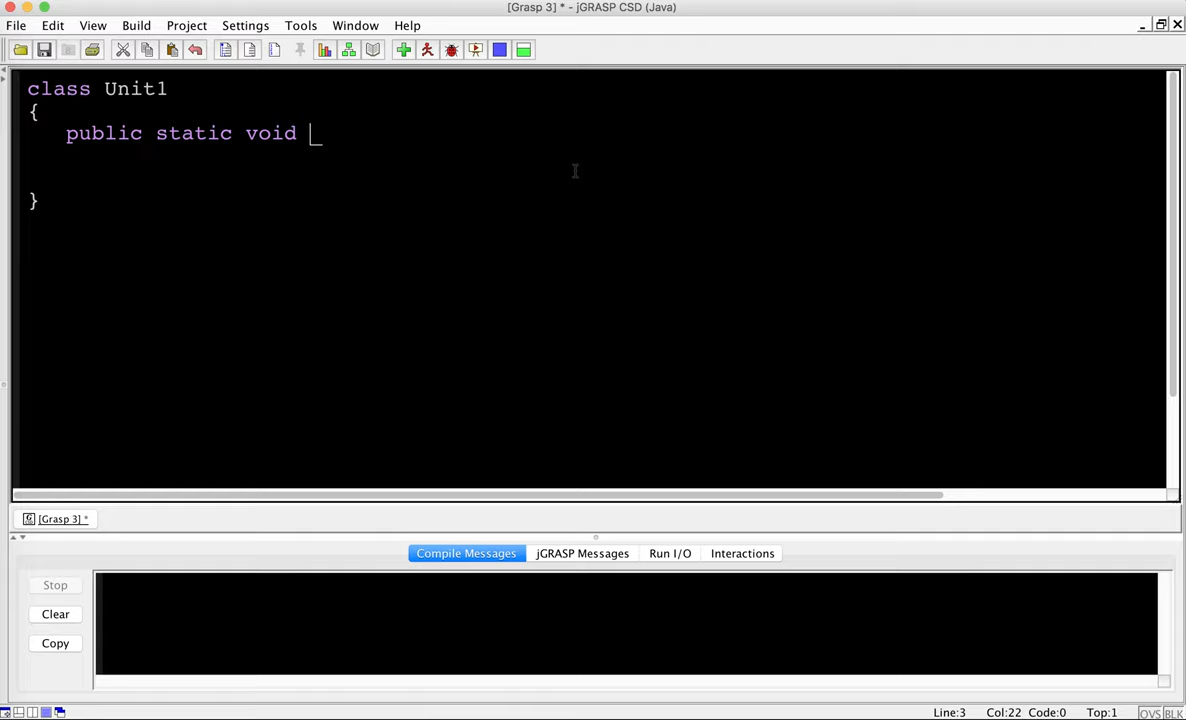 [Grasp 3] * - jGRASP CSD (Java)
File Edit View Build Project Settings Tools Window Help
class Unit1
{
public static void
}
[Grasp 3] *
Compile Messages jGRASP Messages Run I/O Interactions
Stop
Clear
Copy
Line:3 Col:22 Code:0 Top:1 OVS BLK